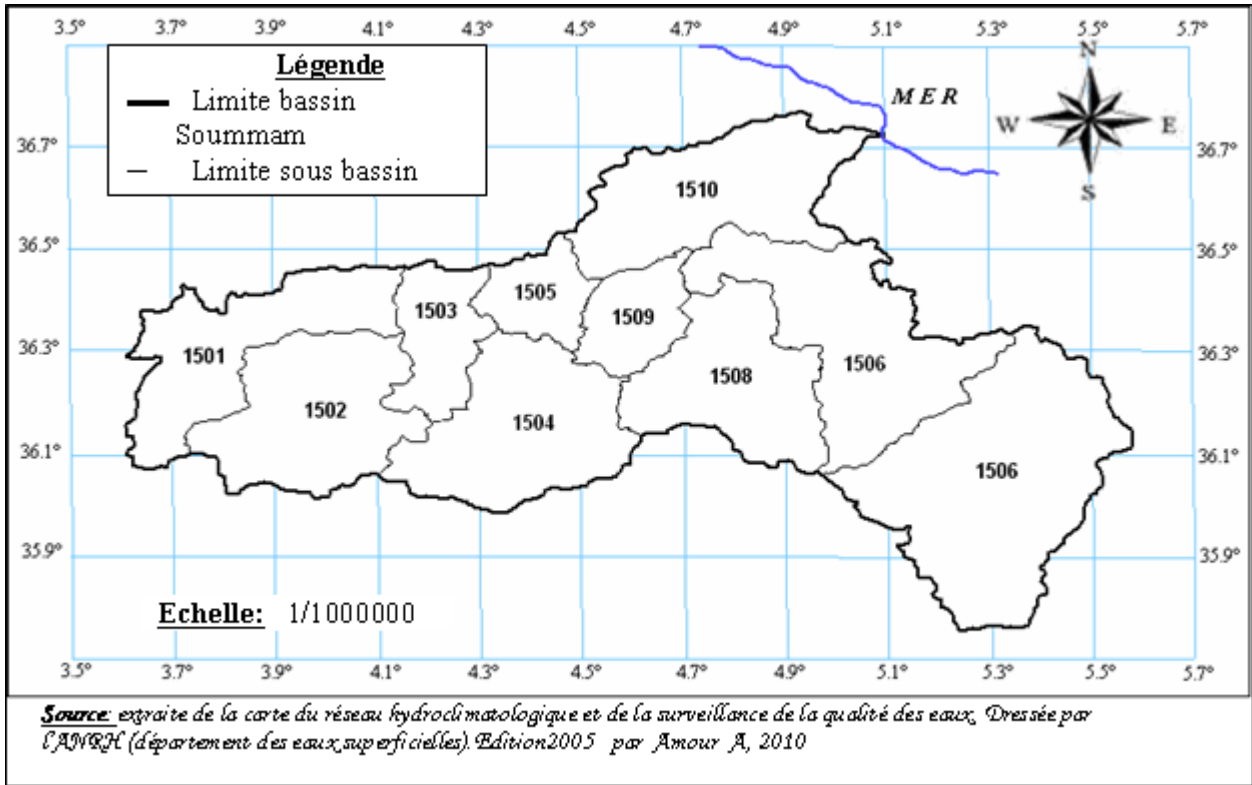 3.5° 3.7° 3.9° 4.1° 4.3° 4.5° 4.7° 4.9° 5.1° 5.3° 5.5° 5.7°
Légende
Limite bassin
Soummam
Limite sous bassin
MER
N
W E
S
36.7° 36.7°
1510
36.5° 36.5°
1505
1503
1509
36.3° 36.3°
1501
1506
1508
1502
1504
36.1° 36.1°
1506
35.9° 35.9°
Echelle: 1/1000000
3.5° 3.7° 3.9° 4.1° 4.3° 4.5° 4.7° 4.9° 5.1° 5.3° 5.5° 5.7°
Source: extraite de la carte du réseau hydroclimatologique et de la surveillance de la qualité des eaux, Dressée par
l'ANRH (département des eaux superficielles). Edition2005 par Amour A, 2010